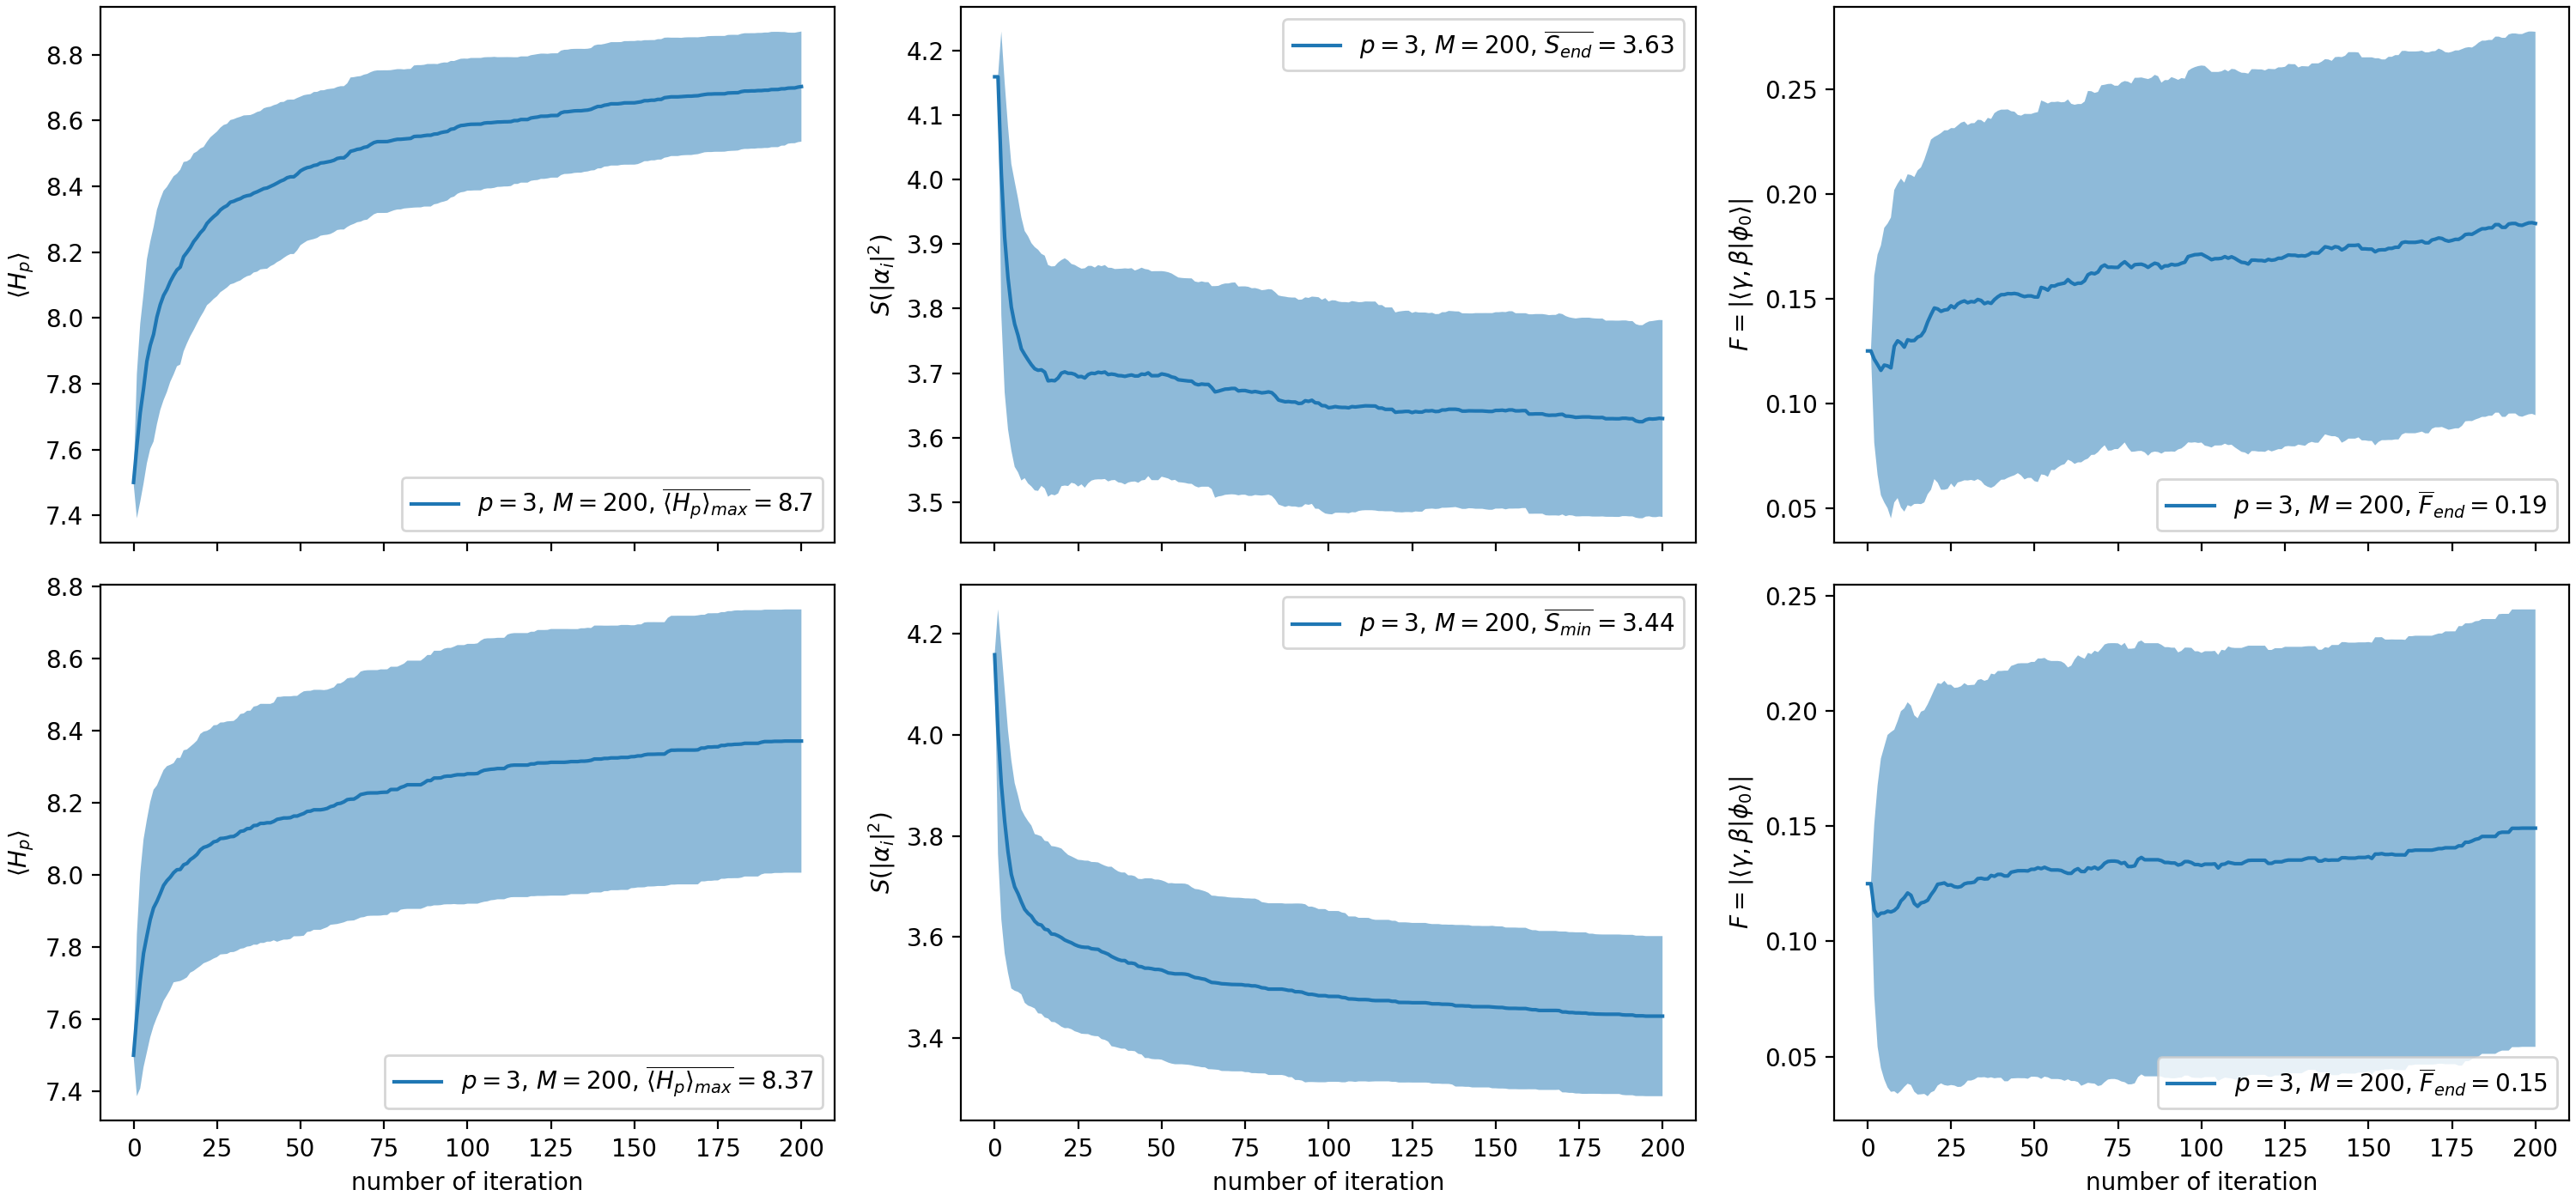 8.8
8.6
8.4
8.2
8.0
7.8
7.6
7.4
⟨H_p⟩
p = 3, M = 200, \overline{⟨H_p⟩_{max}} = 8.7
4.2
4.1
4.0
3.9
3.8
3.7
3.6
3.5
S(|α_i|²)
p = 3, M = 200, \overline{S_{end}} = 3.63
0.25
0.20
0.15
0.10
0.05
F = |⟨γ, β|ϕ₀⟩|
p = 3, M = 200, \overline{F}_{end} = 0.19
8.8
8.6
8.4
8.2
8.0
7.8
7.6
7.4
⟨H_p⟩
p = 3, M = 200, \overline{⟨H_p⟩_{max}} = 8.37
0 25 50 75 100 125 150 175 200
number of iteration
4.2
4.0
3.8
3.6
3.4
S(|α_i|²)
p = 3, M = 200, \overline{S_{min}} = 3.44
0 25 50 75 100 125 150 175 200
number of iteration
0.25
0.20
0.15
0.10
0.05
F = |⟨γ, β|ϕ₀⟩|
p = 3, M = 200, \overline{F}_{end} = 0.15
0 25 50 75 100 125 150 175 200
number of iteration